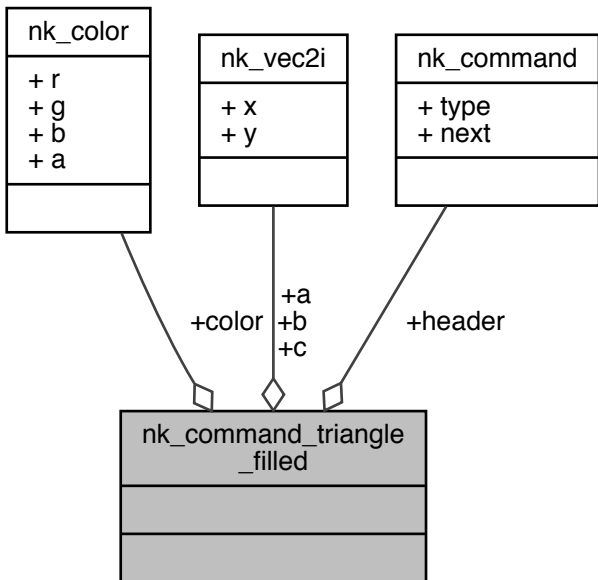 nk_color
+ r
+ g
+ b
+ a
nk_vec2i
+ x
+ y
nk_command
+ type
+ next
+color
+a
+b
+c
+header
nk_command_triangle
_filled